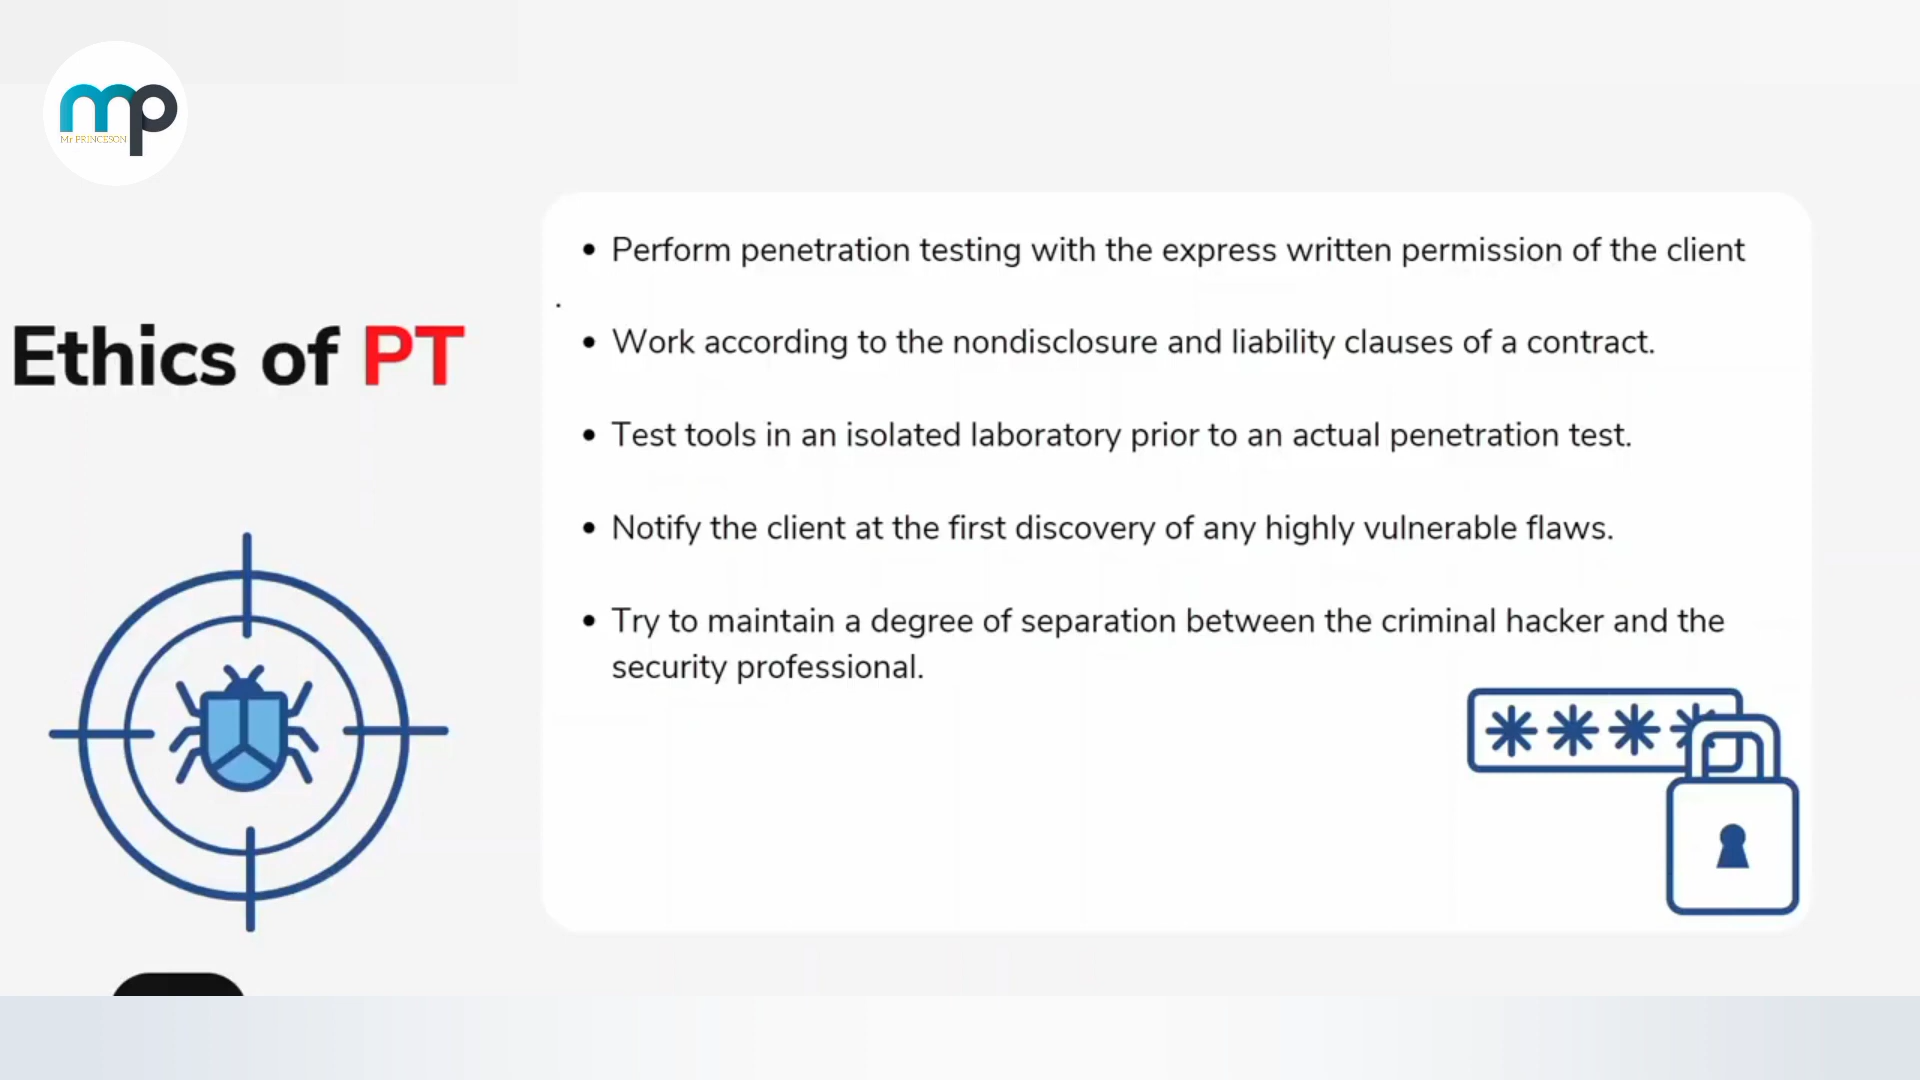 mp
Mr PRINCESON
Ethics of PT
• Perform penetration testing with the express written permission of the client
.
• Work according to the nondisclosure and liability clauses of a contract.
• Test tools in an isolated laboratory prior to an actual penetration test.
• Notify the client at the first discovery of any highly vulnerable flaws.
• Try to maintain a degree of separation between the criminal hacker and the
security professional.
****